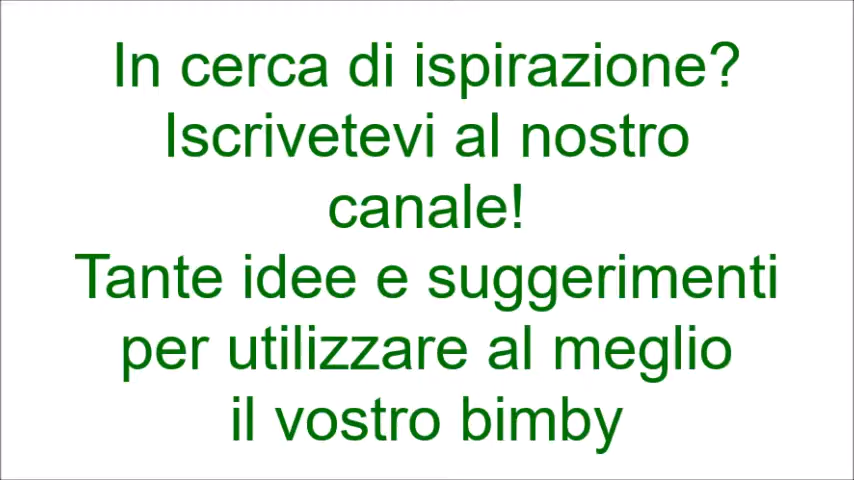 In cerca di ispirazione?
Iscrivetevi al nostro
canale!
Tante idee e suggerimenti
per utilizzare al meglio
il vostro bimby